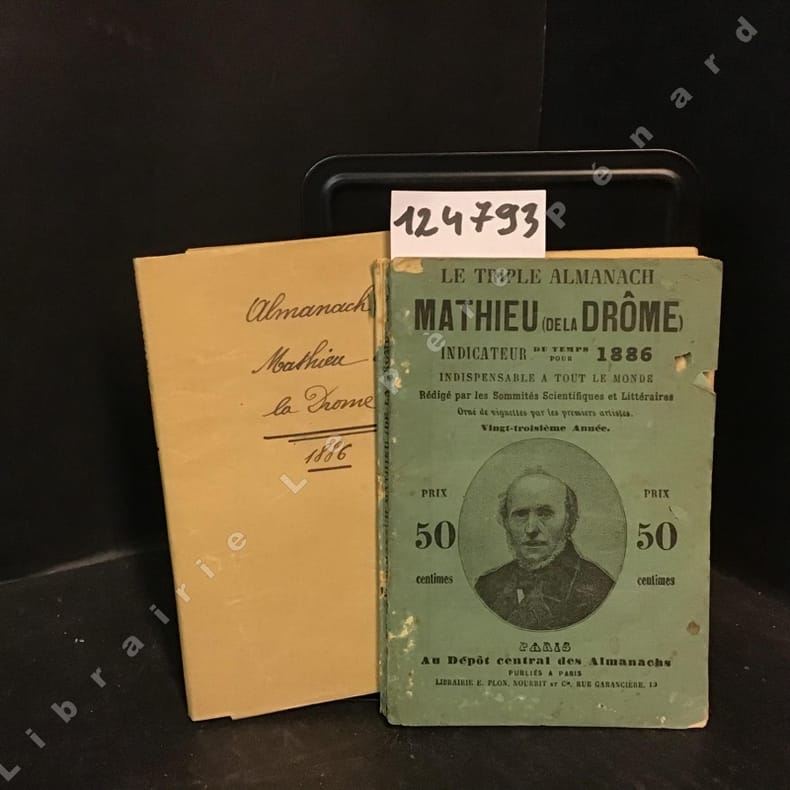 124793
Almanach
Mathieu
la Drome
1886
LE TRIPLE ALMANACH
MATHIEU (DE LA DRÔME)
INDICATEUR DU TEMPS POUR 1886
INDISPENSABLE A TOUT LE MONDE
Rédigé par les Sommités Scientifiques et Littéraires
Orné de vignettes par les premiers artistes.
Vingt-troisième Année.
PRIX
50
centimes
PRIX
50
centimes
PARIS
Au Dépôt central des Almanachs
PUBLIÉS A PARIS
LIBRAIRIE E. PLON, NOURRIT ET Cie, RUE GARANCIÈRE, 10
Librairie Le Père Pénard